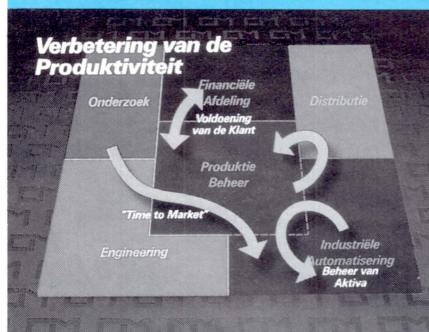 Verbetering van de
Produktiviteit
Onderzoek
Financiële
Afdeling
Distributie
Voldoening
van de Klant
Produktie
Beheer
"Time to Market"
Engineering
Industriële
Automatisering
Beheer van
Aktiva